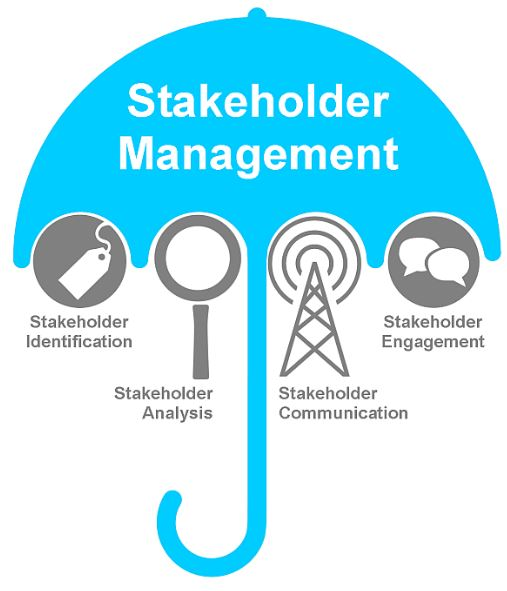 Stakeholder
Management
Stakeholder
Identification
Stakeholder
Analysis
Stakeholder
Communication
Stakeholder
Engagement